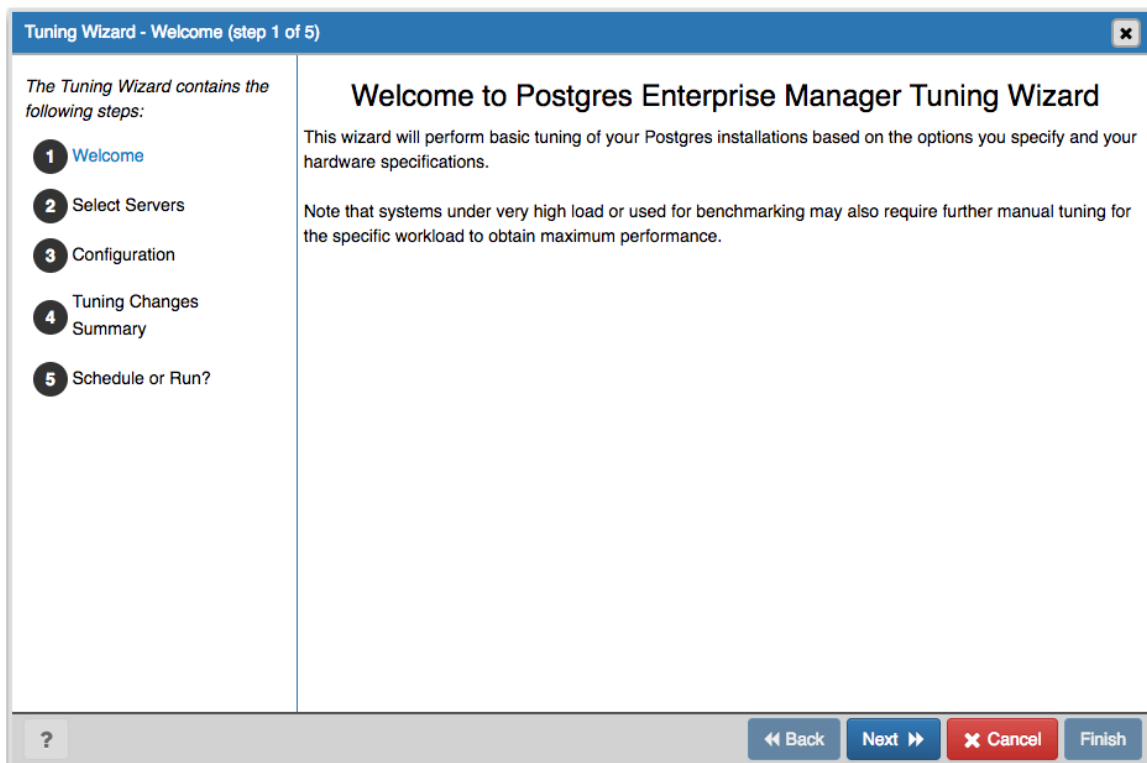 Tuning Wizard - Welcome (step 1 of 5)
The Tuning Wizard contains the
following steps:
1 Welcome
2 Select Servers
3 Configuration
4 Tuning Changes
Summary
5 Schedule or Run?
Welcome to Postgres Enterprise Manager Tuning Wizard
This wizard will perform basic tuning of your Postgres installations based on the options you specify and your
hardware specifications.
Note that systems under very high load or used for benchmarking may also require further manual tuning for
the specific workload to obtain maximum performance.
? Back Next Cancel Finish